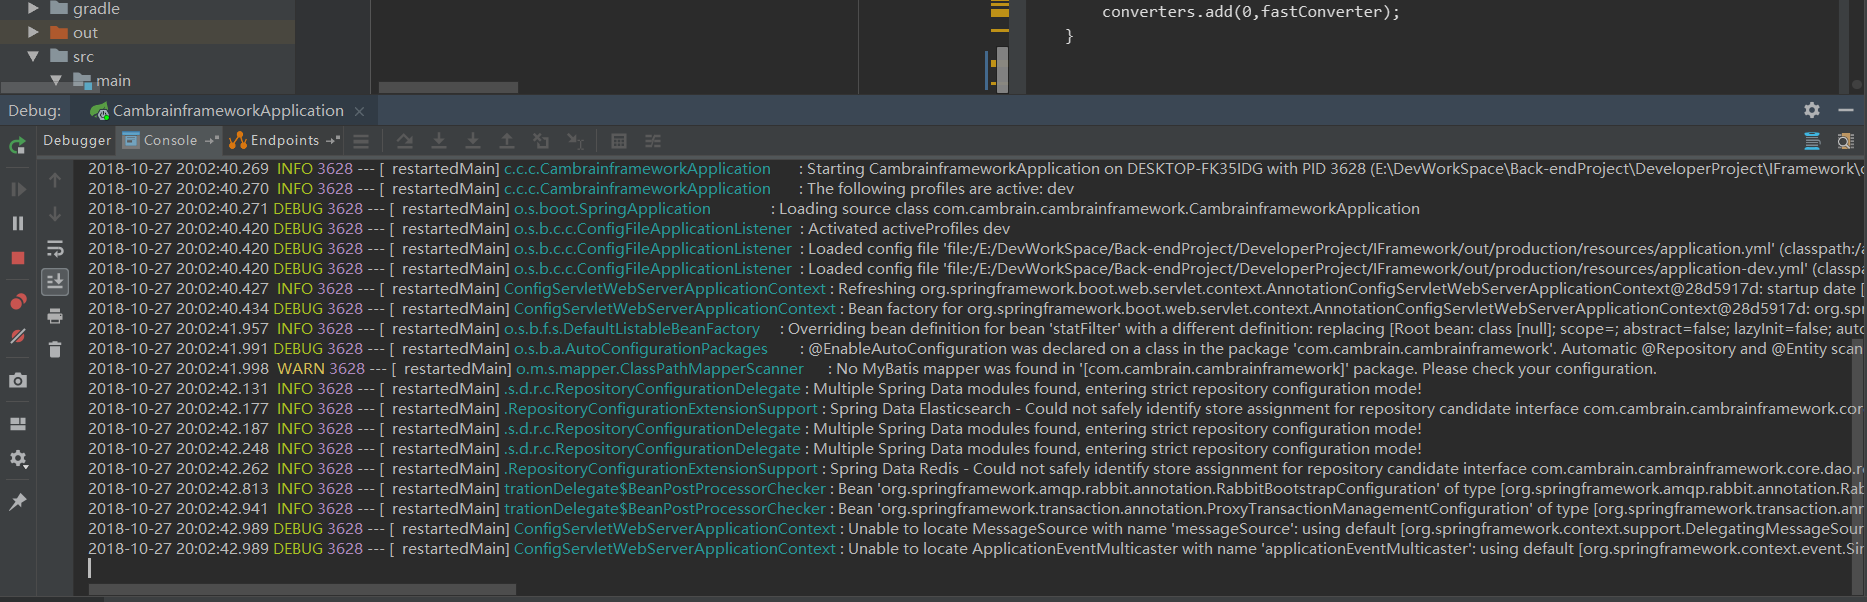 gradle
out
src
main
converters.add(0,fastConverter);
}
Debug: CambrainframeworkApplication
Debugger Console Endpoints
2018-10-27 20:02:40.269 INFO 3628 --- [ restartedMain] c.c.c.CambrainframeworkApplication : Starting CambrainframeworkApplication on DESKTOP-FK35IDG with PID 3628 (E:\DevWorkSpace\Back-endProject\DeveloperProject\IFramework\
2018-10-27 20:02:40.270 INFO 3628 --- [ restartedMain] c.c.c.CambrainframeworkApplication : The following profiles are active: dev
2018-10-27 20:02:40.271 DEBUG 3628 --- [ restartedMain] o.s.boot.SpringApplication : Loading source class com.cambrain.cambrainframework.CambrainframeworkApplication
2018-10-27 20:02:40.420 DEBUG 3628 --- [ restartedMain] o.s.b.c.c.ConfigFileApplicationListener : Activated activeProfiles dev
2018-10-27 20:02:40.420 DEBUG 3628 --- [ restartedMain] o.s.b.c.c.ConfigFileApplicationListener : Loaded config file 'file:/E:/DevWorkSpace/Back-endProject/DeveloperProject/IFramework/out/production/resources/application.yml' (classpath:/
2018-10-27 20:02:40.420 DEBUG 3628 --- [ restartedMain] o.s.b.c.c.ConfigFileApplicationListener : Loaded config file 'file:/E:/DevWorkSpace/Back-endProject/DeveloperProject/IFramework/out/production/resources/application-dev.yml' (classpa
2018-10-27 20:02:40.427 INFO 3628 --- [ restartedMain] ConfigServletWebServerApplicationContext : Refreshing org.springframework.boot.web.servlet.context.AnnotationConfigServletWebServerApplicationContext@28d5917d: startup date [
2018-10-27 20:02:40.434 DEBUG 3628 --- [ restartedMain] ConfigServletWebServerApplicationContext : Bean factory for org.springframework.boot.web.servlet.context.AnnotationConfigServletWebServerApplicationContext@28d5917d: org.sp
2018-10-27 20:02:41.957 INFO 3628 --- [ restartedMain] o.s.b.f.s.DefaultListableBeanFactory : Overriding bean definition for bean 'statFilter' with a different definition: replacing [Root bean: class [null]; scope=; abstract=false; lazyInit=false; auto
2018-10-27 20:02:41.991 DEBUG 3628 --- [ restartedMain] o.s.b.a.AutoConfigurationPackages : @EnableAutoConfiguration was declared on a class in the package 'com.cambrain.cambrainframework'. Automatic @Repository and @Entity scan
2018-10-27 20:02:41.998 WARN 3628 --- [ restartedMain] o.m.s.mapper.ClassPathMapperScanner : No MyBatis mapper was found in '[com.cambrain.cambrainframework]' package. Please check your configuration.
2018-10-27 20:02:42.131 INFO 3628 --- [ restartedMain] .s.d.r.c.RepositoryConfigurationDelegate : Multiple Spring Data modules found, entering strict repository configuration mode!
2018-10-27 20:02:42.177 INFO 3628 --- [ restartedMain] .RepositoryConfigurationExtensionSupport : Spring Data Elasticsearch - Could not safely identify store assignment for repository candidate interface com.cambrain.cambrainframework.cor
2018-10-27 20:02:42.187 INFO 3628 --- [ restartedMain] .s.d.r.c.RepositoryConfigurationDelegate : Multiple Spring Data modules found, entering strict repository configuration mode!
2018-10-27 20:02:42.248 INFO 3628 --- [ restartedMain] .s.d.r.c.RepositoryConfigurationDelegate : Multiple Spring Data modules found, entering strict repository configuration mode!
2018-10-27 20:02:42.262 INFO 3628 --- [ restartedMain] .RepositoryConfigurationExtensionSupport : Spring Data Redis - Could not safely identify store assignment for repository candidate interface com.cambrain.cambrainframework.core.dao.r
2018-10-27 20:02:42.813 INFO 3628 --- [ restartedMain] trationDelegate$BeanPostProcessorChecker : Bean 'org.springframework.amqp.rabbit.annotation.RabbitBootstrapConfiguration' of type [org.springframework.amqp.rabbit.annotation.Rab
2018-10-27 20:02:42.941 INFO 3628 --- [ restartedMain] trationDelegate$BeanPostProcessorChecker : Bean 'org.springframework.transaction.annotation.ProxyTransactionManagementConfiguration' of type [org.springframework.transaction.ann
2018-10-27 20:02:42.989 DEBUG 3628 --- [ restartedMain] ConfigServletWebServerApplicationContext : Unable to locate MessageSource with name 'messageSource': using default [org.springframework.context.support.DelegatingMessageSour
2018-10-27 20:02:42.989 DEBUG 3628 --- [ restartedMain] ConfigServletWebServerApplicationContext : Unable to locate ApplicationEventMulticaster with name 'applicationEventMulticaster': using default [org.springframework.context.event.Si